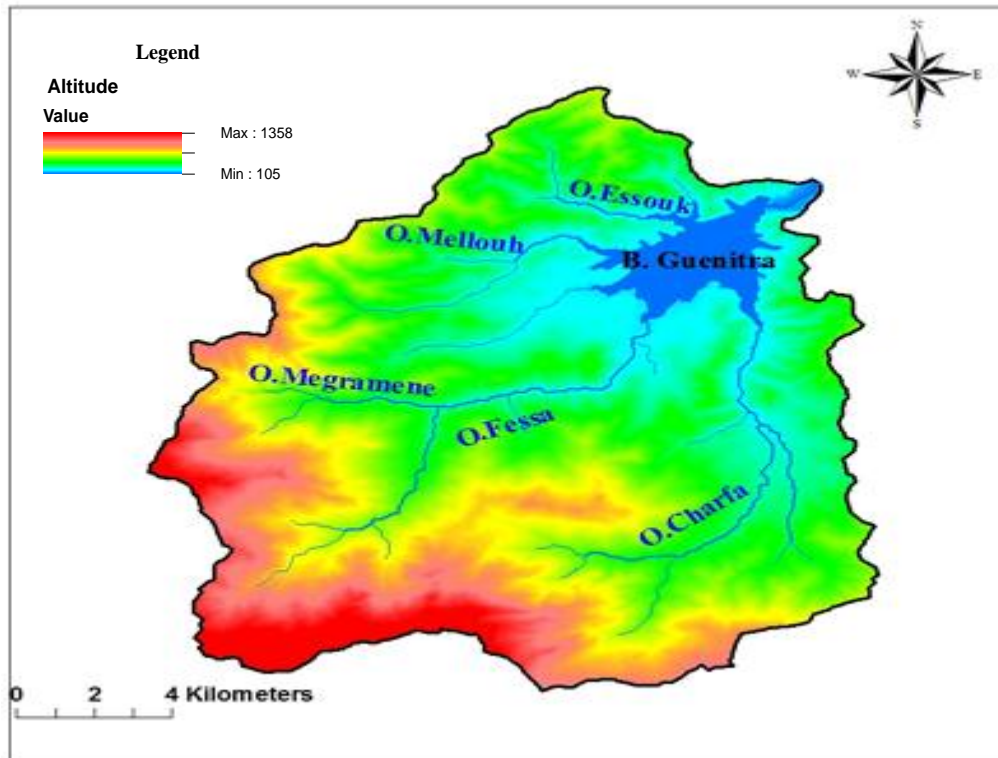 Legend
Altitude
Value
Max : 1358
Min : 105
N
W E
S
O.Essouk
O.Mellouh
B. Guenitra
O.Megramene
O.Fessa
O.Charfa
0 2 4 Kilometers